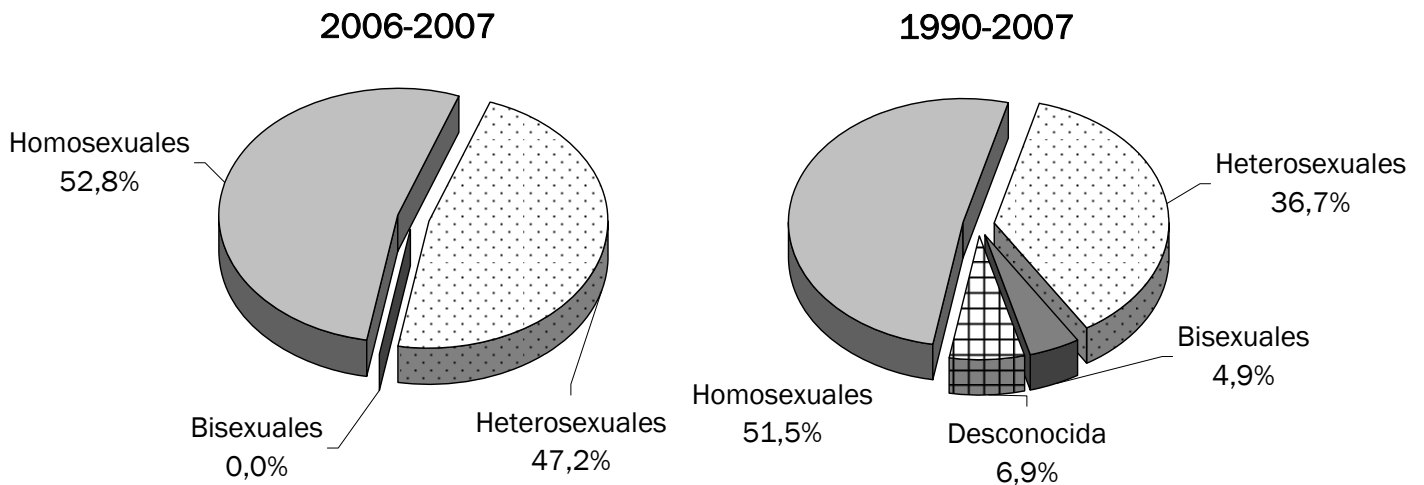 2006-2007
Homosexuales
52,8%
Bisexuales
0,0%
Heterosexuales
47,2%
1990-2007
Heterosexuales
36,7%
Bisexuales
4,9%
Homosexuales
51,5%
Desconocida
6,9%